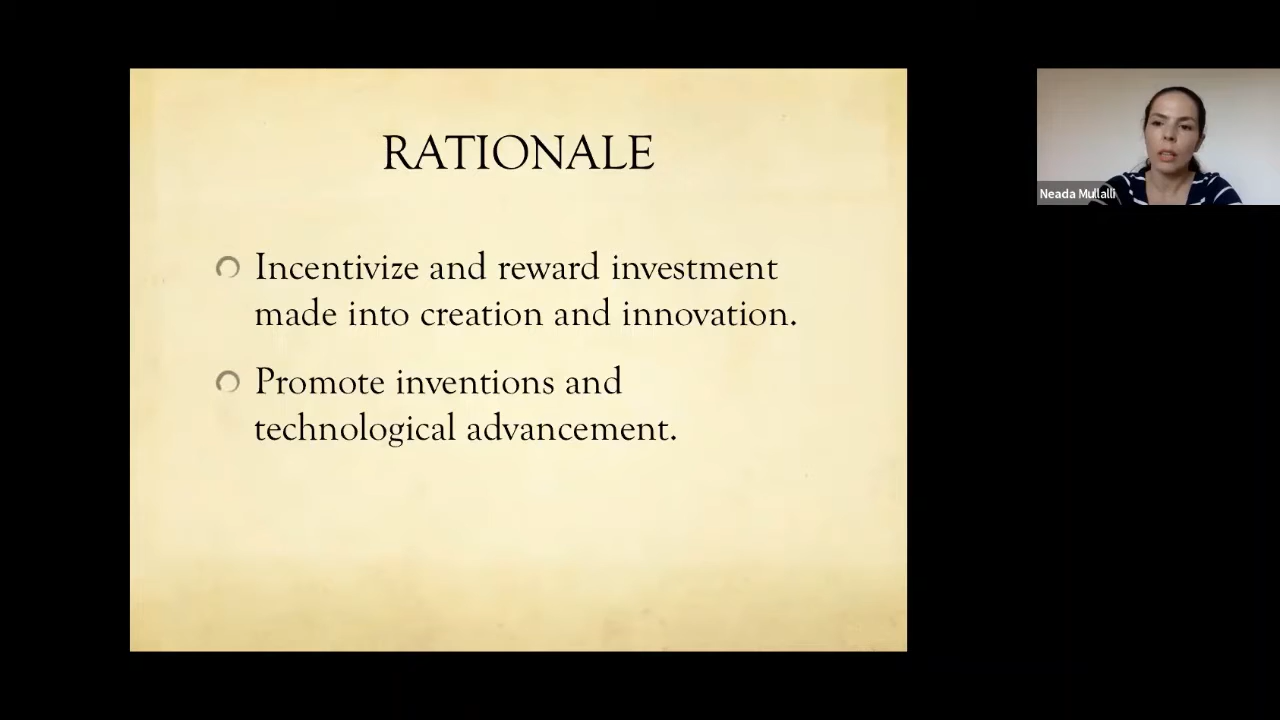 RATIONALE
Incentivize and reward investment
made into creation and innovation.
Promote inventions and
technological advancement.
Neada Mullalli